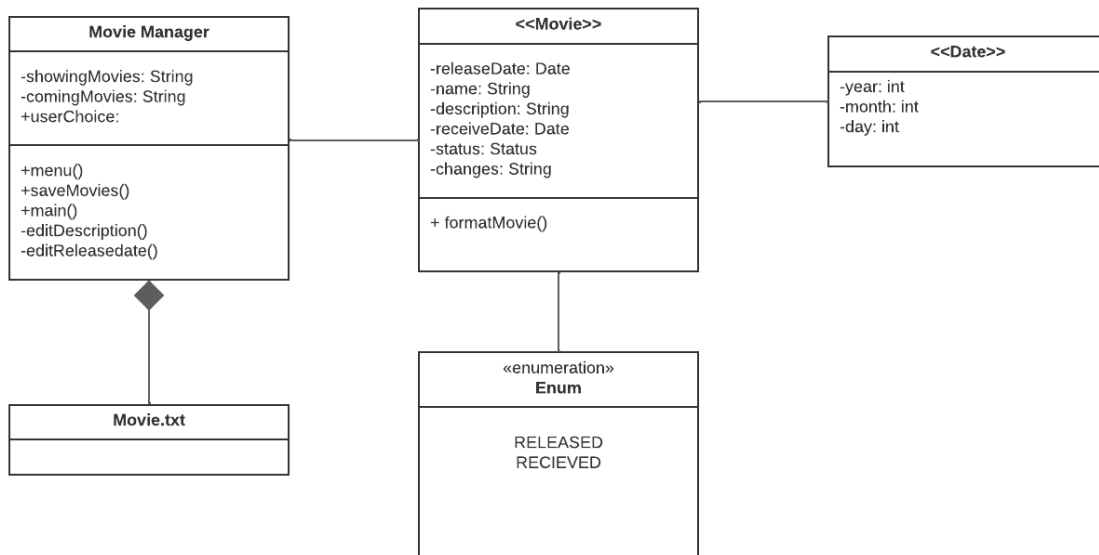 Movie Manager
-showingMovies: String
-comingMovies: String
+userChoice:
+menu()
+saveMovies()
+main()
-editDescription()
-editReleasedate()
Movie.txt
<<Movie>>
-releaseDate: Date
-name: String
-description: String
-receiveDate: Date
-status: Status
-changes: String
+ formatMovie()
«enumeration»
Enum
RELEASED
RECIEVED
<<Date>>
-year: int
-month: int
-day: int